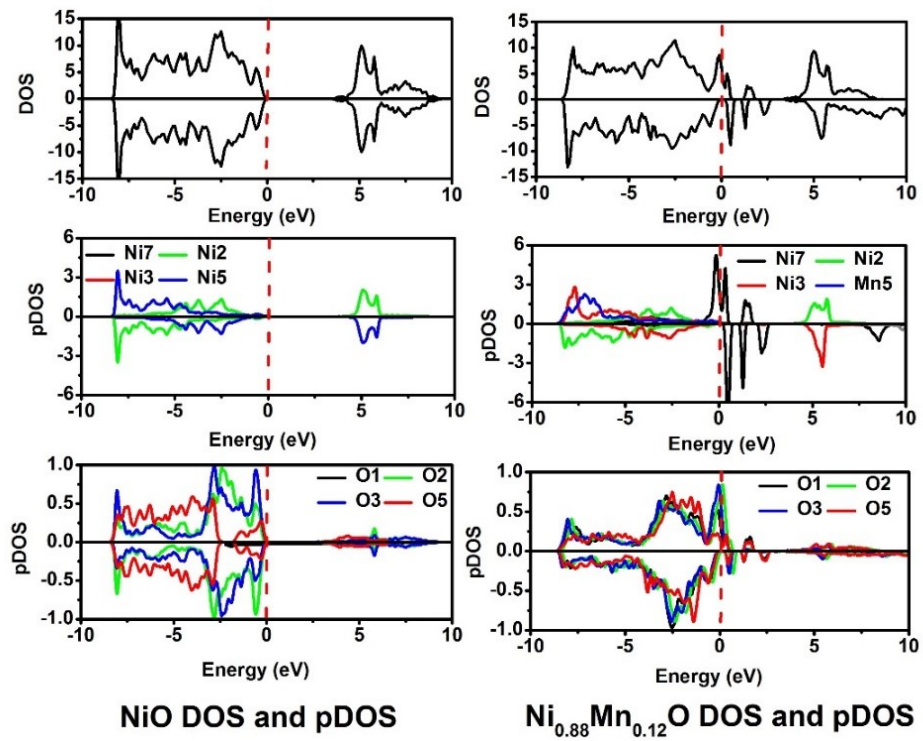 15
10
5
0
-5
-10
-15
DOS
-10 -5 0 5 10
Energy (eV)
15
10
5
0
-5
-10
-15
DOS
-10 -5 0 5 10
Energy (eV)
6
3
0
-3
-6
pDOS
Ni7 Ni2
Ni3 Ni5
-10 -5 0 5 10
Energy (eV)
6
4
2
0
-2
-4
-6
pDOS
Ni7 Ni2
Ni3 Mn5
-10 -5 0 5 10
Energy (eV)
1.0
0.5
0.0
-0.5
-1.0
pDOS
O1 O2
O3 O5
-10 -5 0 5 10
Energy (eV)
1.0
0.5
0.0
-0.5
-1.0
pDOS
O1 O2
O3 O5
-10 -5 0 5 10
Energy (eV)
NiO DOS and pDOS
Ni0.88Mn0.12O DOS and pDOS